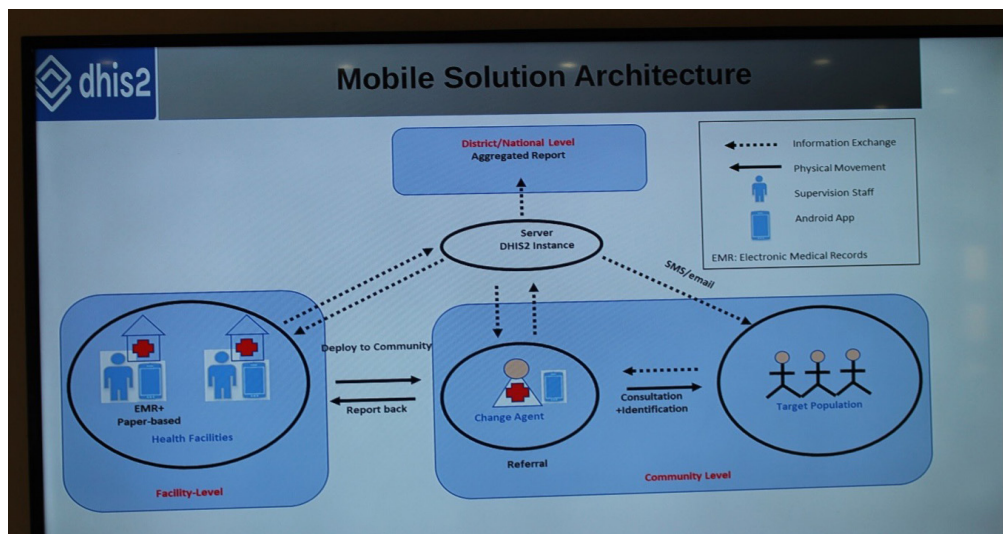 dhis2
Mobile Solution Architecture
District/National Level
Aggregated Report
Information Exchange
Physical Movement
Supervision Staff
Android App
EMR: Electronic Medical Records
Server
DHIS2 Instance
SMS/email
Deploy to Community
Report back
EMR+
Paper-based
Health Facilities
Facility-Level
Change Agent
Referral
Consultation
+Identification
Target Population
Community Level